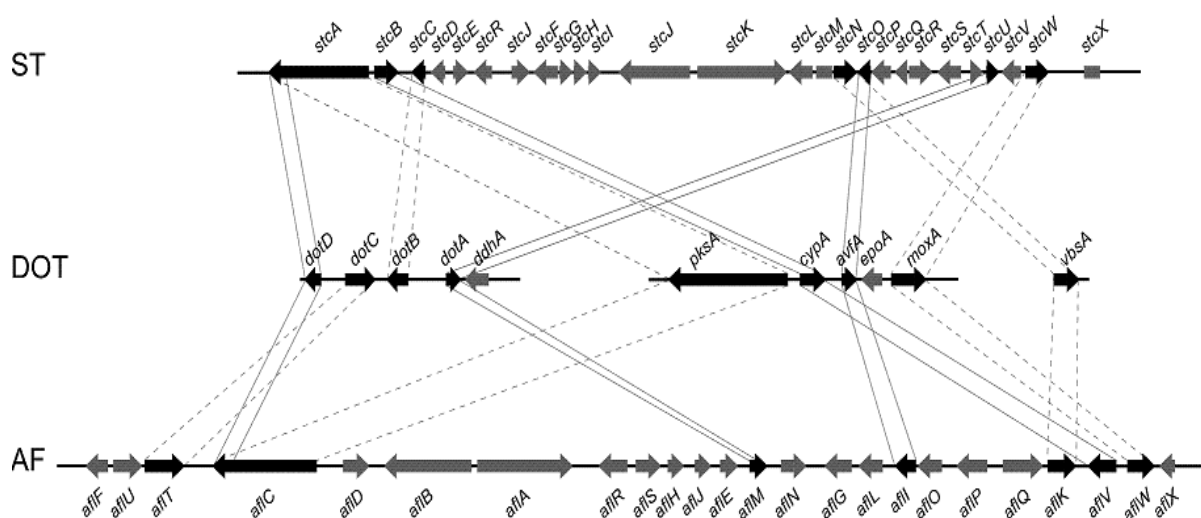 ST
stcA stcB stcC stcD stcE stcR stcJ stcF stcG stcH stcI stcJ stcK stcL stcM stcN stcO stcP stcQ stcR stcS stcT stcU stcV stcW stcX
DOT
dotD dotC dotB dotA ddhA pksA cypA avfA epoA moxA vbsA
AF
aflF aflU aflT aflC aflD aflB aflA aflR aflS aflH aflJ aflE aflM aflN aflG aflL aflI aflO aflP aflQ aflK aflV aflW aflX